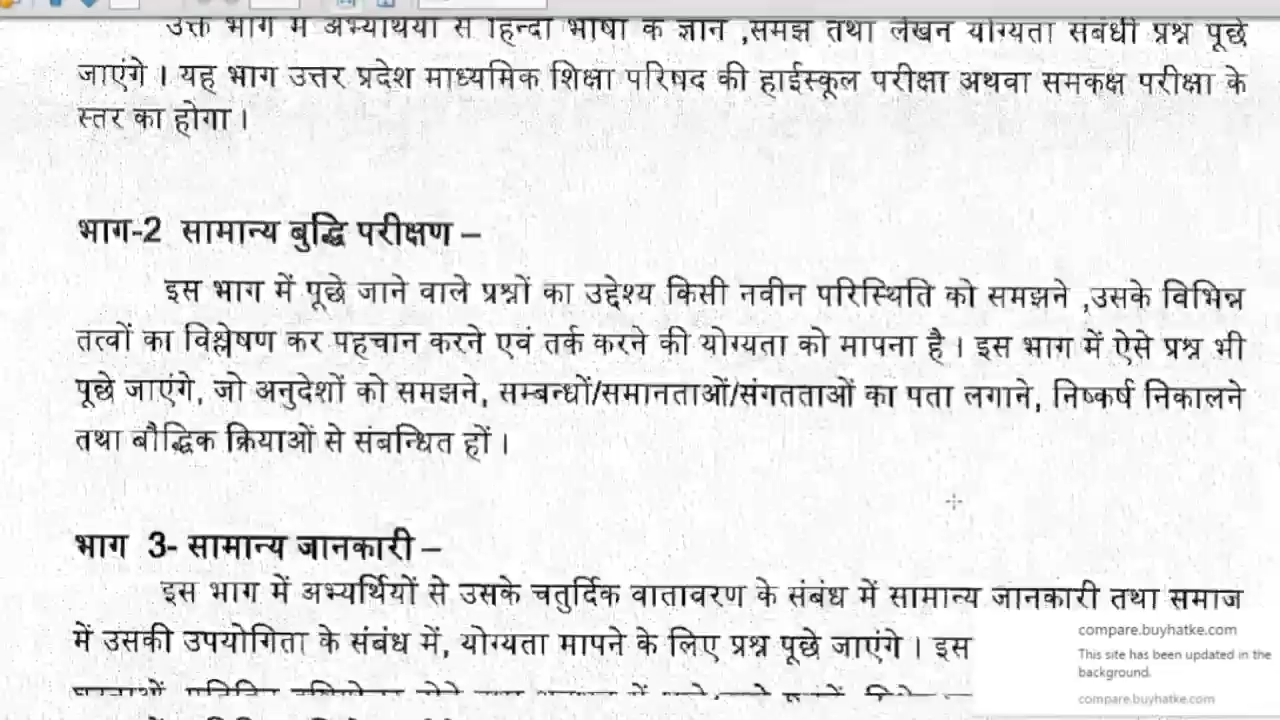 उक्त भाग में अभ्यर्थियों से हिन्दी भाषा के ज्ञान ,समझ तथा लेखन योग्यता संबंधी प्रश्न पूछे
जाएंगे । यह भाग उत्तर प्रदेश माध्यमिक शिक्षा परिषद की हाईस्कूल परीक्षा अथवा समकक्ष परीक्षा के
स्तर का होगा ।
भाग-2 सामान्य बुद्धि परीक्षण –
इस भाग में पूछे जाने वाले प्रश्नों का उद्देश्य किसी नवीन परिस्थिति को समझने ,उसके विभिन्न
तत्वों का विश्लेषण कर पहचान करने एवं तर्क करने की योग्यता को मापना है । इस भाग में ऐसे प्रश्न भी
पूछे जाएंगे, जो अनुदेशों को समझने, सम्बन्धों/समानताओं/संगतताओं का पता लगाने, निष्कर्ष निकालने
तथा बौद्धिक क्रियाओं से संबन्धित हों ।
भाग 3- सामान्य जानकारी –
इस भाग में अभ्यर्थियों से उसके चतुर्दिक वातावरण के संबंध में सामान्य जानकारी तथा समाज
में उसकी उपयोगिता के संबंध में, योग्यता मापने के लिए प्रश्न पूछे जाएंगे । इस
compare.buyhatke.com
This site has been updated in the
background.
compare.buyhatke.com